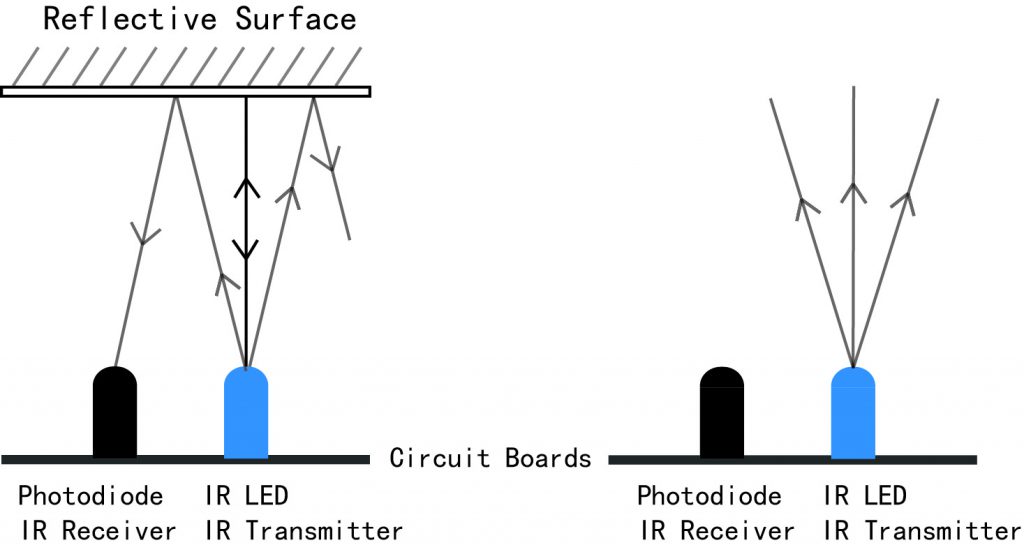 Reflective Surface
Circuit Boards
Photodiode
IR Receiver
IR LED
IR Transmitter
Photodiode
IR Receiver
IR LED
IR Transmitter